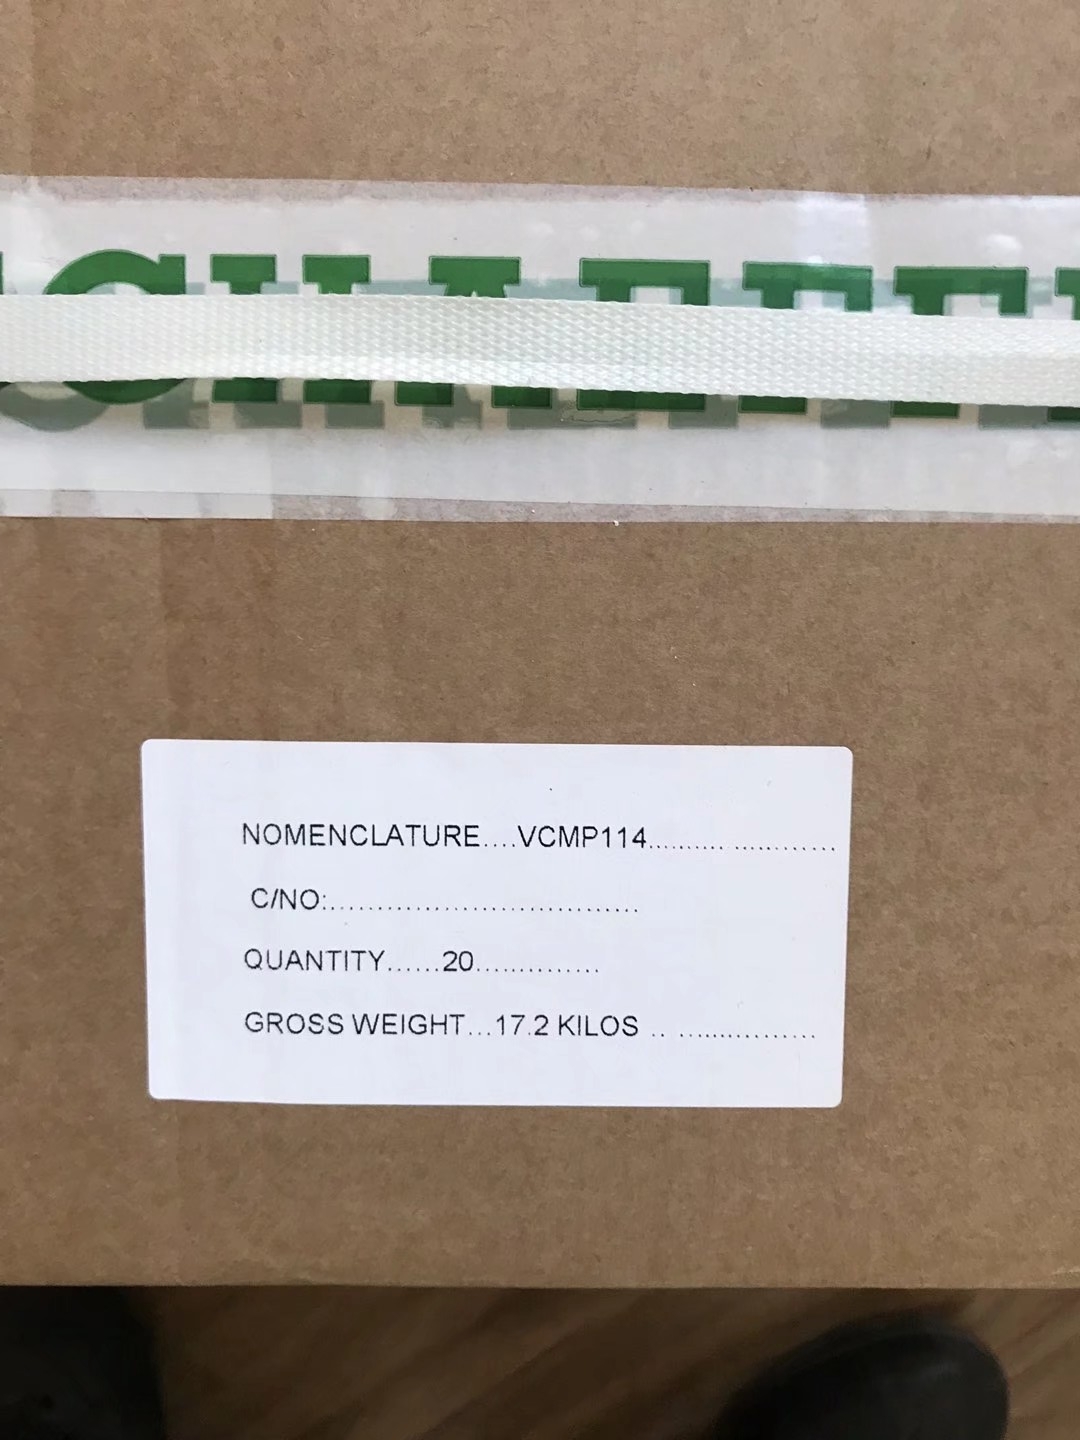 NOMENCLATURE....VCMP114.......... .............
C/NO:.................................
QUANTITY......20..............
GROSS WEIGHT...17.2 KILOS .. ...............